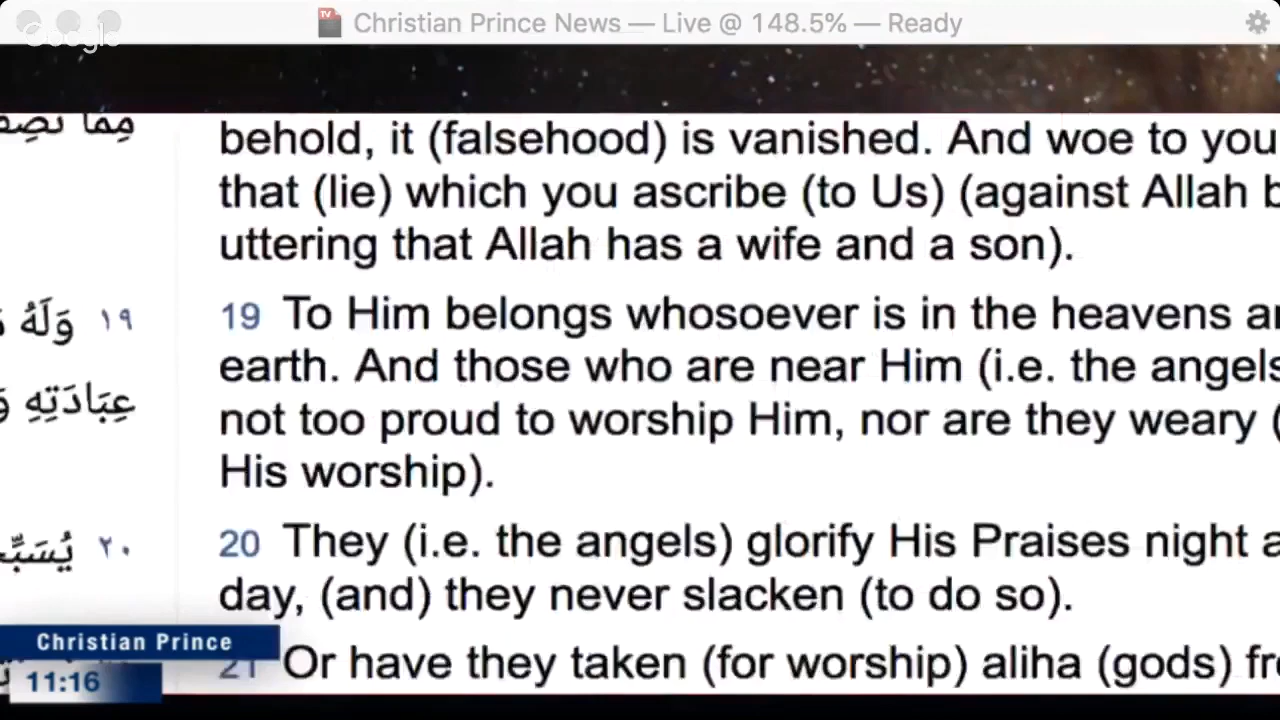 Google
Christian Prince News — Live @ 148.5% — Ready
behold, it (falsehood) is vanished. And woe to you
that (lie) which you ascribe (to Us) (against Allah b
uttering that Allah has a wife and a son).
١٩ وَلَهُ
عِبَادَتِهِ
19 To Him belongs whosoever is in the heavens a
earth. And those who are near Him (i.e. the angels
not too proud to worship Him, nor are they weary (
His worship).
٢٠
20 They (i.e. the angels) glorify His Praises night a
day, (and) they never slacken (to do so).
21 Or have they taken (for worship) aliha (gods) fr
Christian Prince
11:16